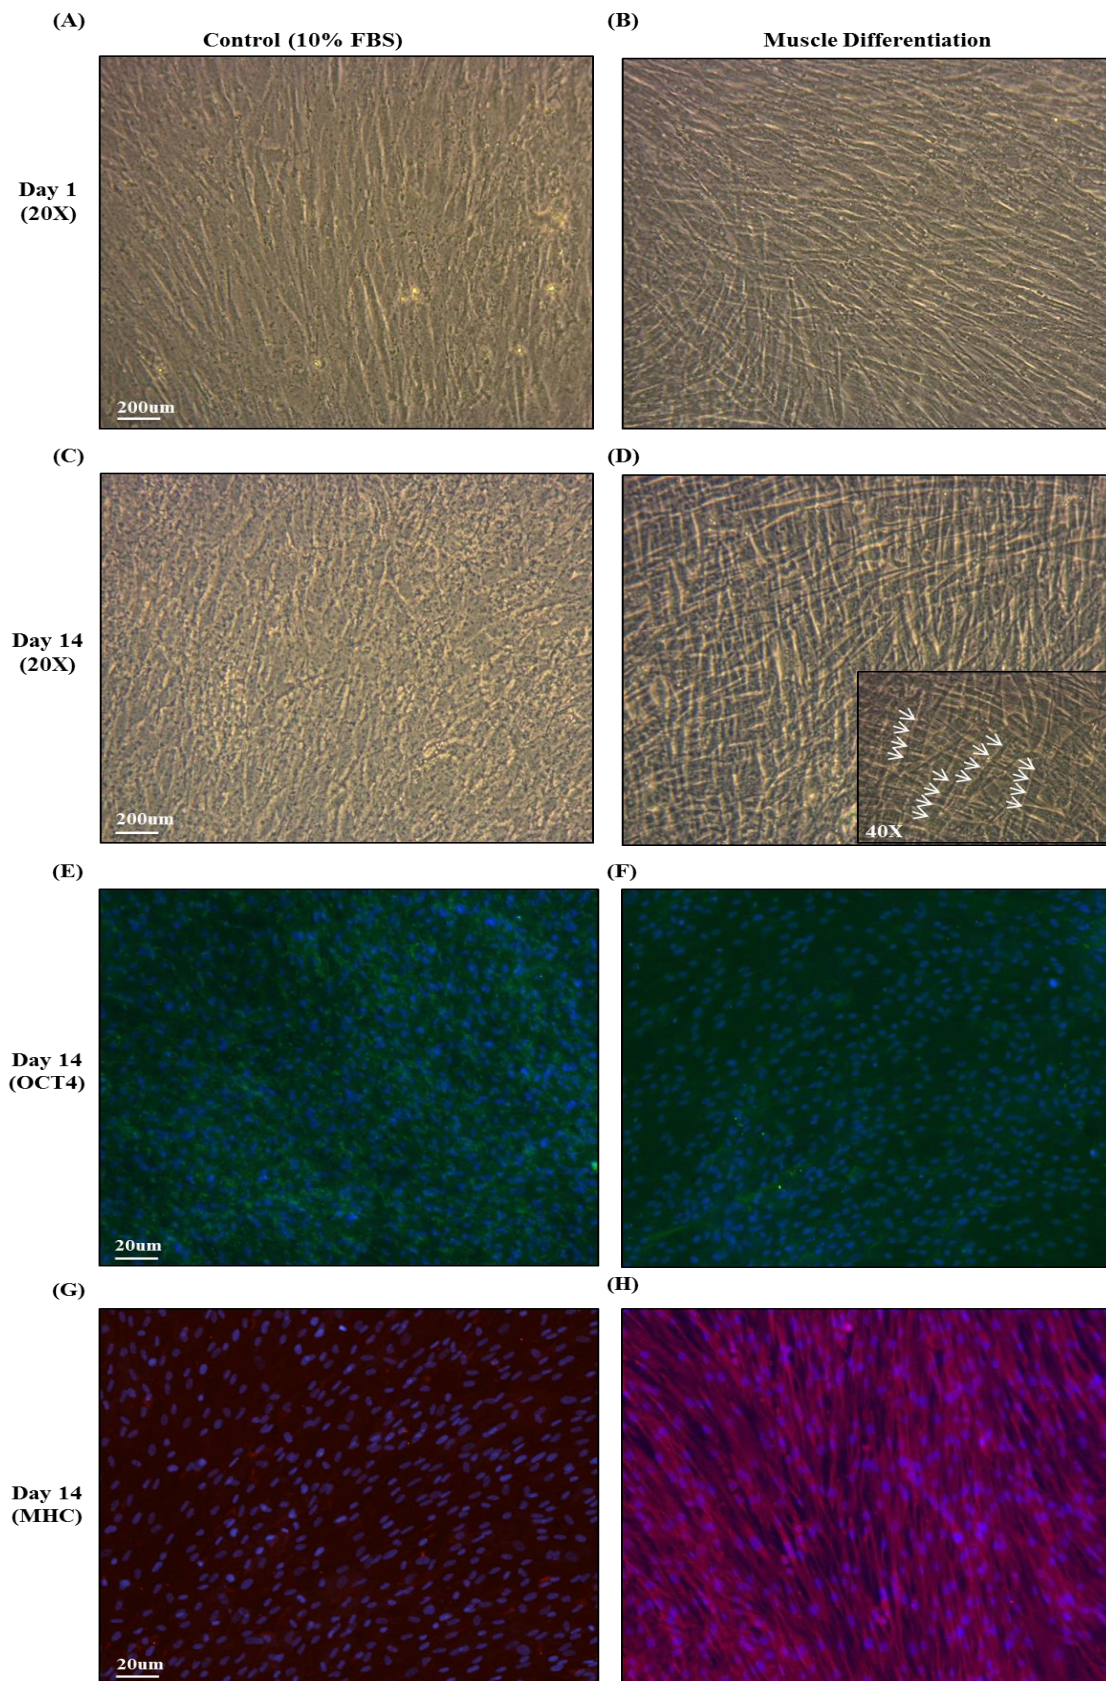 (A)
(B)
Control (10% FBS)
Muscle Differentiation
Day 1
(20X)
200um
(C)
(D)
Day 14
(20X)
200um
40X
(E)
(F)
Day 14
(OCT4)
20um
(G)
(H)
Day 14
(MHC)
20um